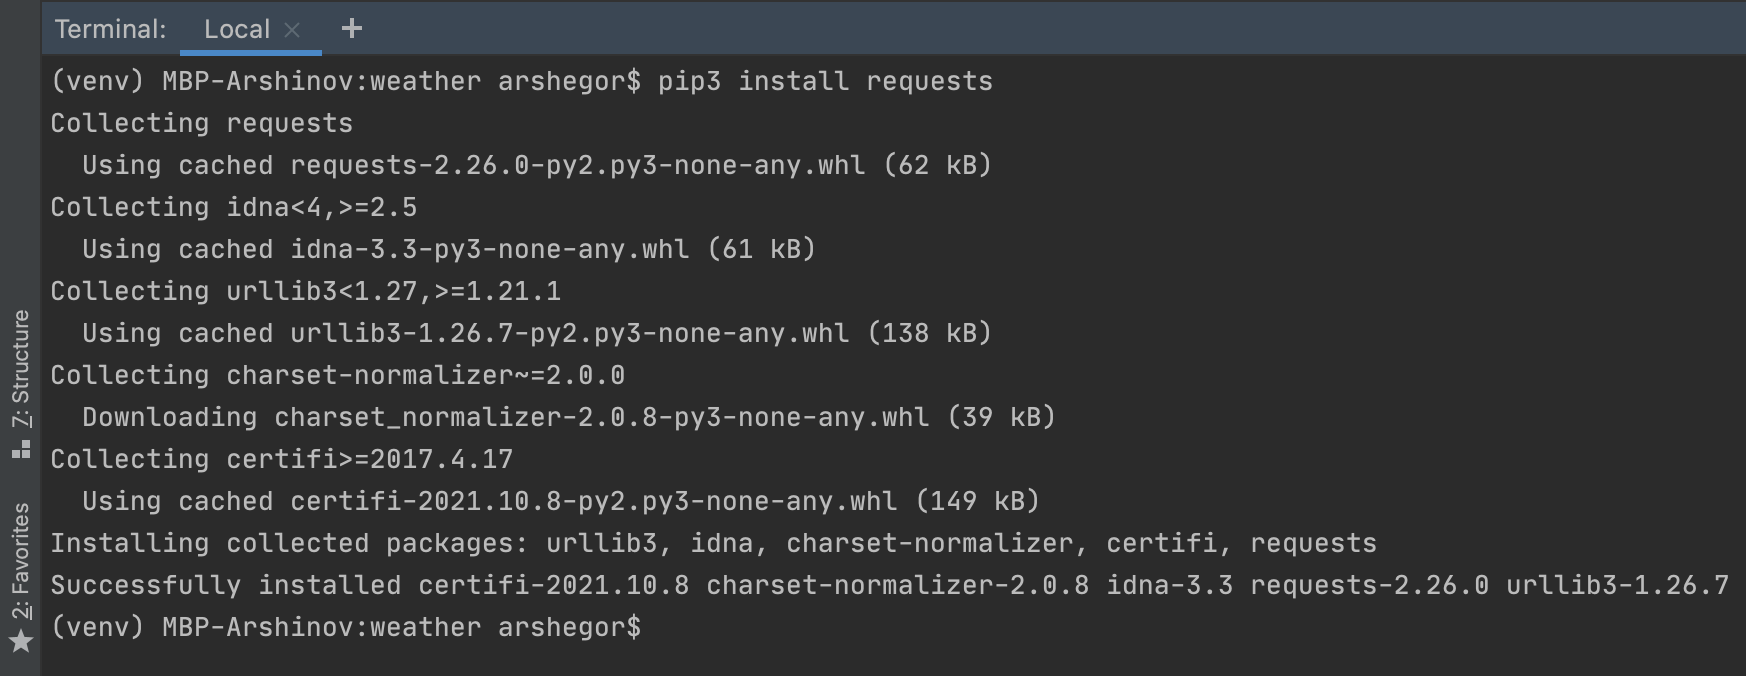 Terminal: Local × +
(venv) MBP-Arshinov:weather arshegor$ pip3 install requests
Collecting requests
  Using cached requests-2.26.0-py2.py3-none-any.whl (62 kB)
Collecting idna<4,>=2.5
  Using cached idna-3.3-py3-none-any.whl (61 kB)
Collecting urllib3<1.27,>=1.21.1
  Using cached urllib3-1.26.7-py2.py3-none-any.whl (138 kB)
Collecting charset-normalizer~=2.0.0
  Downloading charset_normalizer-2.0.8-py3-none-any.whl (39 kB)
Collecting certifi>=2017.4.17
  Using cached certifi-2021.10.8-py2.py3-none-any.whl (149 kB)
Installing collected packages: urllib3, idna, charset-normalizer, certifi, requests
Successfully installed certifi-2021.10.8 charset-normalizer-2.0.8 idna-3.3 requests-2.26.0 urllib3-1.26.7
(venv) MBP-Arshinov:weather arshegor$
7: Structure
2: Favorites